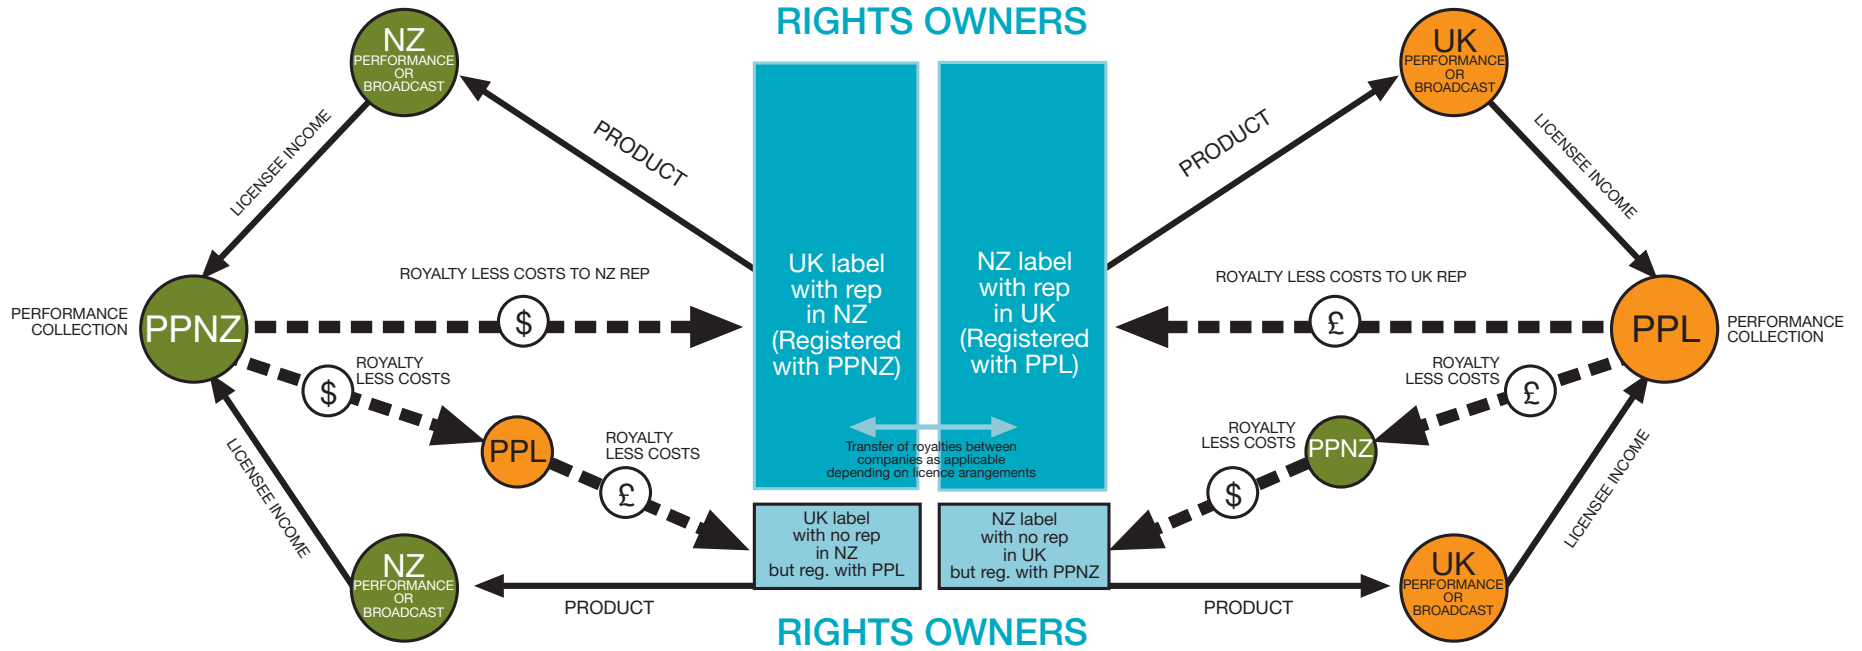 RIGHTS OWNERS
NZ
PERFORMANCE
OR
BROADCAST
LICENSEE INCOME
PRODUCT
PERFORMANCE
COLLECTION
PPNZ
ROYALTY LESS COSTS TO NZ REP
$
ROYALTY
LESS COSTS
$
PPL
ROYALTY
LESS COSTS
£
LICENSEE INCOME
NZ
PERFORMANCE
OR
BROADCAST
PRODUCT
UK label
with rep
in NZ
(Registered
with PPNZ)
NZ label
with rep
in UK
(Registered
with PPL)
Transfer of royalties between
companies as applicable
depending on licence arangements
UK label
with no rep
in NZ
but reg. with PPL
NZ label
with no rep
in UK
but reg. with PPNZ
UK
PERFORMANCE
OR
BROADCAST
PRODUCT
LICENSEE INCOME
ROYALTY LESS COSTS TO UK REP
£
PPL
PERFORMANCE
COLLECTION
ROYALTY
LESS COSTS
£
ROYALTY
LESS COSTS
PPNZ
$
LICENSEE INCOME
UK
PERFORMANCE
OR
BROADCAST
PRODUCT
RIGHTS OWNERS